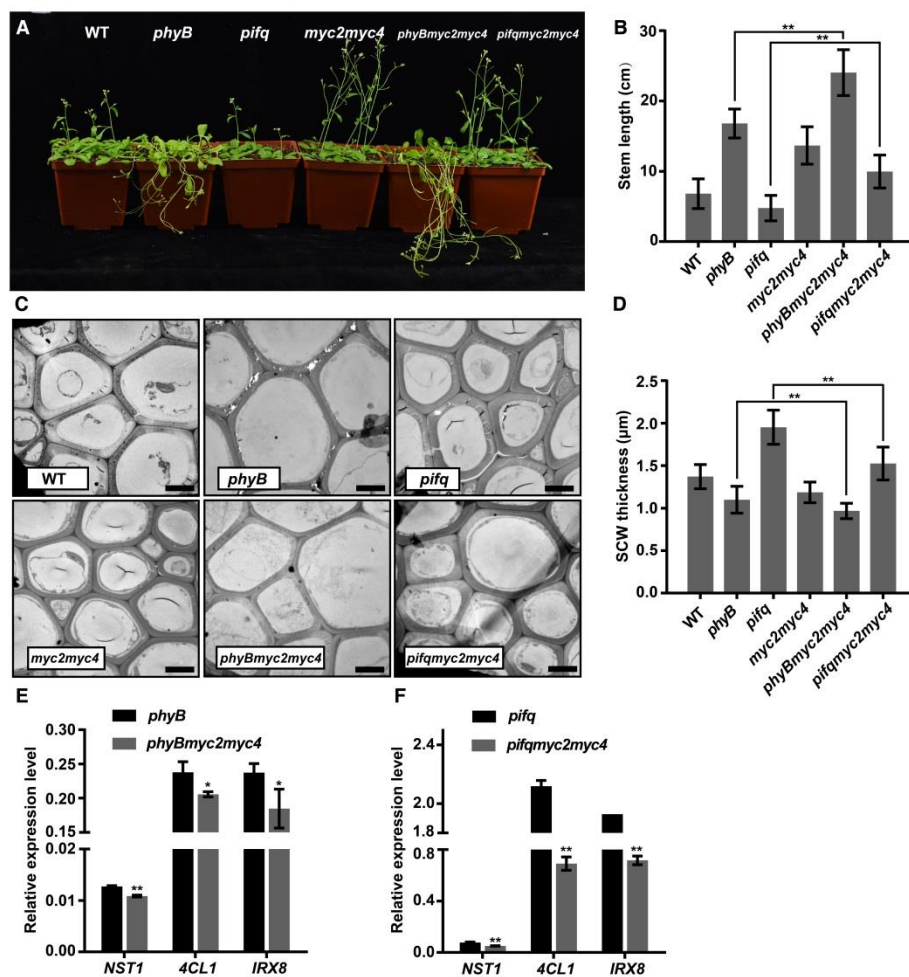 A
WT phyB pifq myc2myc4 phyBmyc2myc4 pifqmyc2myc4
B
Stem length (cm)
30
20
10
0
**
**
WT phyB pifq myc2myc4 phyBmyc2myc4 pifqmyc2myc4
C
WT phyB pifq
myc2myc4 phyBmyc2myc4 pifqmyc2myc4
D
SCW thickness (μm)
2.5
2.0
1.5
1.0
0.5
0.0
**
**
WT phyB pifq myc2myc4 phyBmyc2myc4 pifqmyc2myc4
E
phyB
phyBmyc2myc4
Relative expression level
0.30
0.25
0.20
0.15
0.01
0.00
** * *
NST1 4CL1 IRX8
F
pifq
pifqmyc2myc4
Relative expression level
2.4
2.1
1.8
0.8
0.4
0.0
** ** **
NST1 4CL1 IRX8